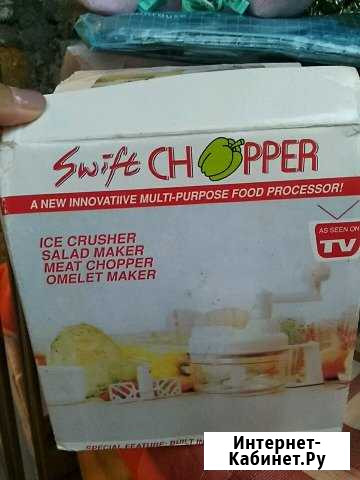 Swift CHOPPER
A NEW INNOVATIIVE MULTI-PURPOSE FOOD PROCESSOR!
AS SEEN ON
TV
ICE CRUSHER
SALAD MAKER
MEAT CHOPPER
OMELET MAKER
SPECIAL FEATURE: BUILT
Интернет-
Кабинет.Ру